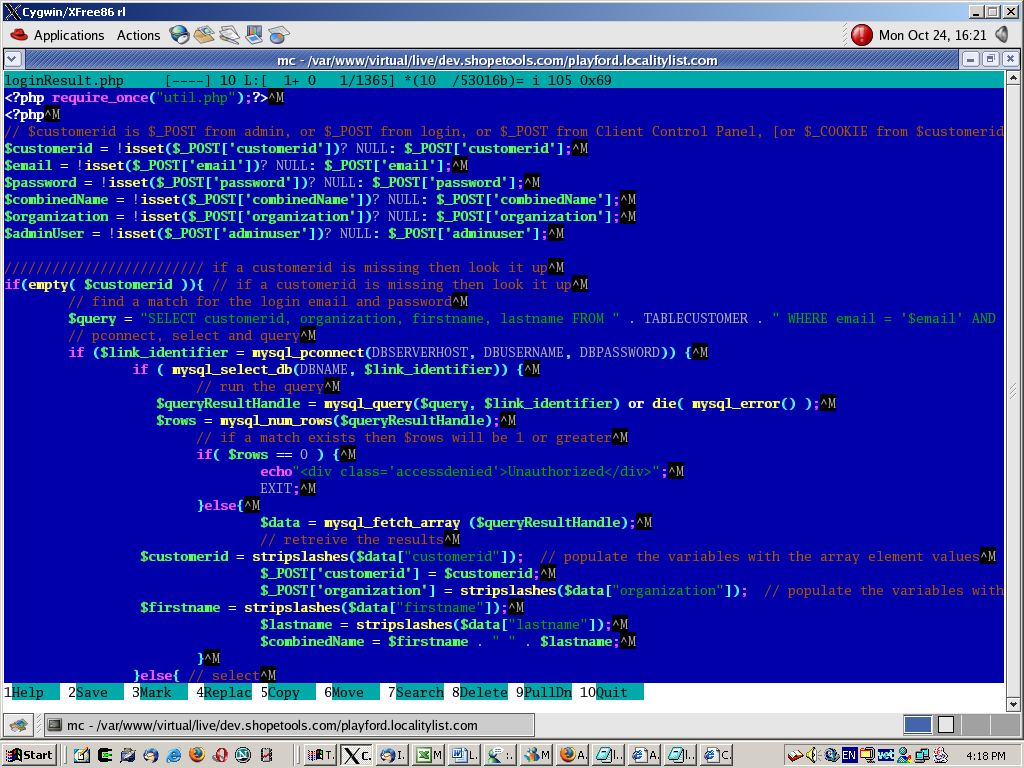 Cygwin/XFree86 rl
Applications Actions Mon Oct 24, 16:21
mc - /var/www/virtual/live/dev.shopetools.com/playford.localitylist.com
loginResult.php [----] 10 L:[ 1+ 0 1/1365] *(10 /53016b)= i 105 0x69
<?php require_once("util.php");?>^M
<?php^M
// $customerid is $_POST from admin, or $_POST from login, or $_POST from Client Control Panel, [or $_COOKIE from $customerid
$customerid = !isset($_POST['customerid'])? NULL: $_POST['customerid'];^M
$email = !isset($_POST['email'])? NULL: $_POST['email'];^M
$password = !isset($_POST['password'])? NULL: $_POST['password'];^M
$combinedName = !isset($_POST['combinedName'])? NULL: $_POST['combinedName'];^M
$organization = !isset($_POST['organization'])? NULL: $_POST['organization'];^M
$adminUser = !isset($_POST['adminuser'])? NULL: $_POST['adminuser'];^M
///////////////////////// if a customerid is missing then look it up^M
if(empty( $customerid )){ // if a customerid is missing then look it up^M
// find a match for the login email and password^M
$query = "SELECT customerid, organization, firstname, lastname FROM " . TABLECUSTOMER . " WHERE email = '$email' AND
// pconnect, select and query^M
if ($link_identifier = mysql_pconnect(DBSERVERHOST, DBUSERNAME, DBPASSWORD)) {^M
if ( mysql_select_db(DBNAME, $link_identifier)) {^M
// run the query^M
$queryResultHandle = mysql_query($query, $link_identifier) or die( mysql_error() );^M
$rows = mysql_num_rows($queryResultHandle);^M
// if a match exists then $rows will be 1 or greater^M
if( $rows == 0 ) {^M
echo"<div class='accessdenied'>Unauthorized</div>";^M
EXIT;^M
}else{^M
$data = mysql_fetch_array ($queryResultHandle);^M
// retreive the results^M
$customerid = stripslashes($data["customerid"]); // populate the variables with the array element values^M
$_POST['customerid'] = $customerid;^M
$_POST['organization'] = stripslashes($data["organization"]); // populate the variables with
$firstname = stripslashes($data["firstname"]);^M
$lastname = stripslashes($data["lastname"]);^M
$combinedName = $firstname . " " . $lastname;^M
}^M
}else{ // select^M
1Help 2Save 3Mark 4Replac 5Copy 6Move 7Search 8Delete 9PullDn 10Quit
mc - /var/www/virtual/live/dev.shopetools.com/playford.localitylist.com
Start T. C. I.. M.. L.. :. M. A. I.. A. I.. C. EN vet 4:18 PM